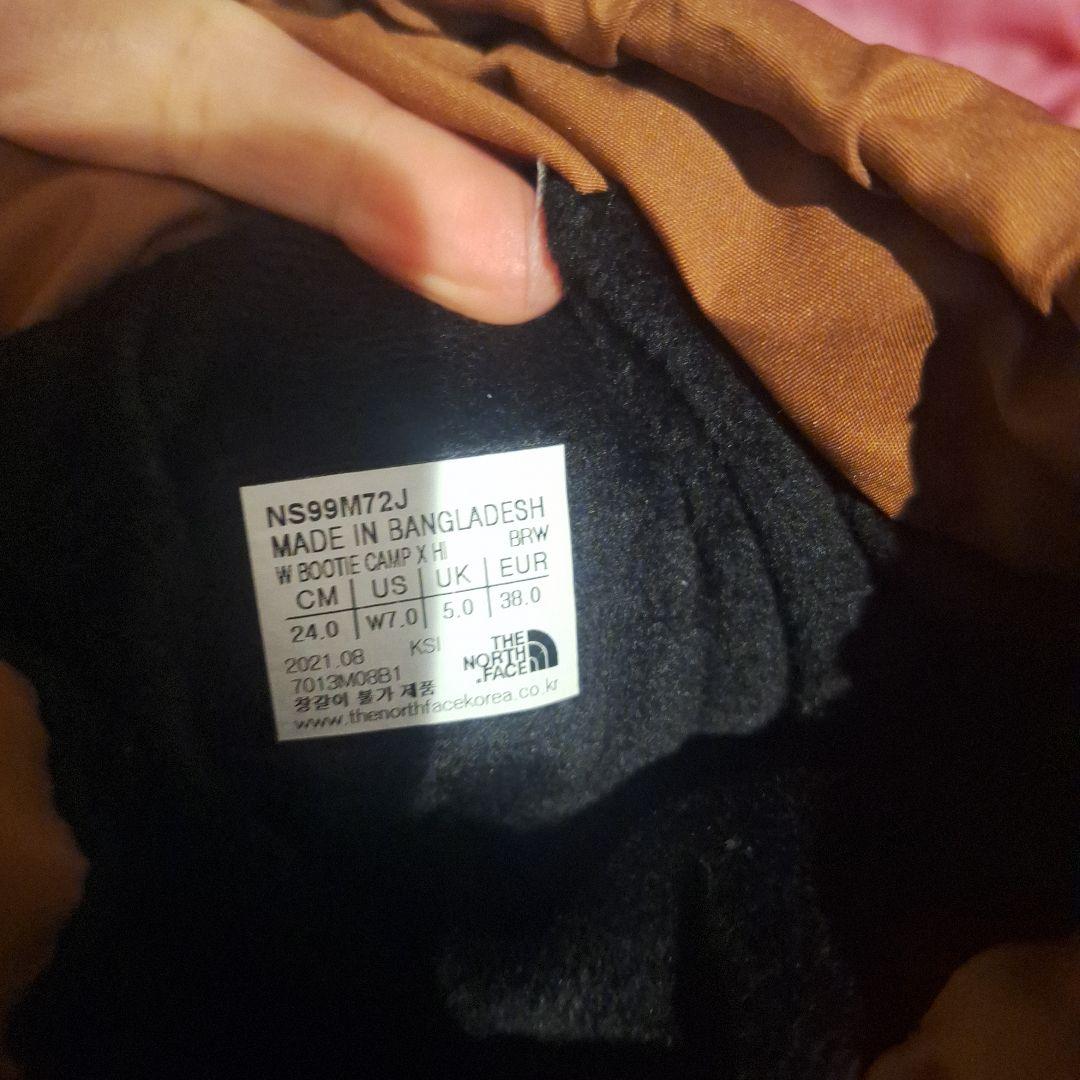 NS99M72J
MADE IN BANGLADESH
W BOOTIE CAMP X HI BRW
CM US UK EUR
24.0 W7.0 5.0 38.0
2021.08 KSI
7013M08B1
창갈이 불가 제품
www.thenorthfacekorea.co.kr
THE
NORTH
FACE